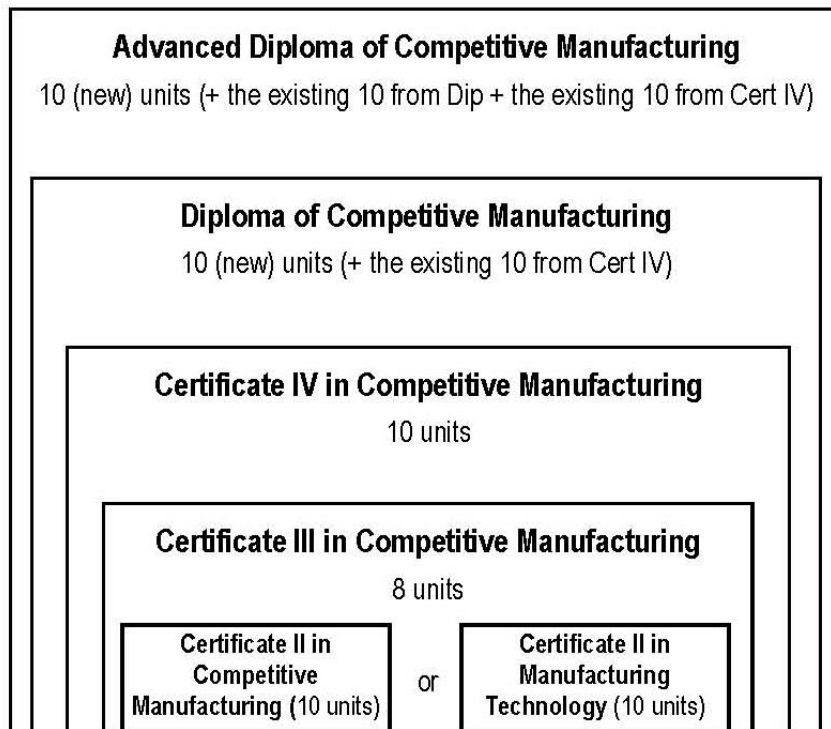 Advanced Diploma of Competitive Manufacturing
10 (new) units (+ the existing 10 from Dip + the existing 10 from Cert IV)
Diploma of Competitive Manufacturing
10 (new) units (+ the existing 10 from Cert IV)
Certificate IV in Competitive Manufacturing
10 units
Certificate III in Competitive Manufacturing
8 units
Certificate II in
Competitive
Manufacturing (10 units)
or
Certificate II in
Manufacturing
Technology (10 units)